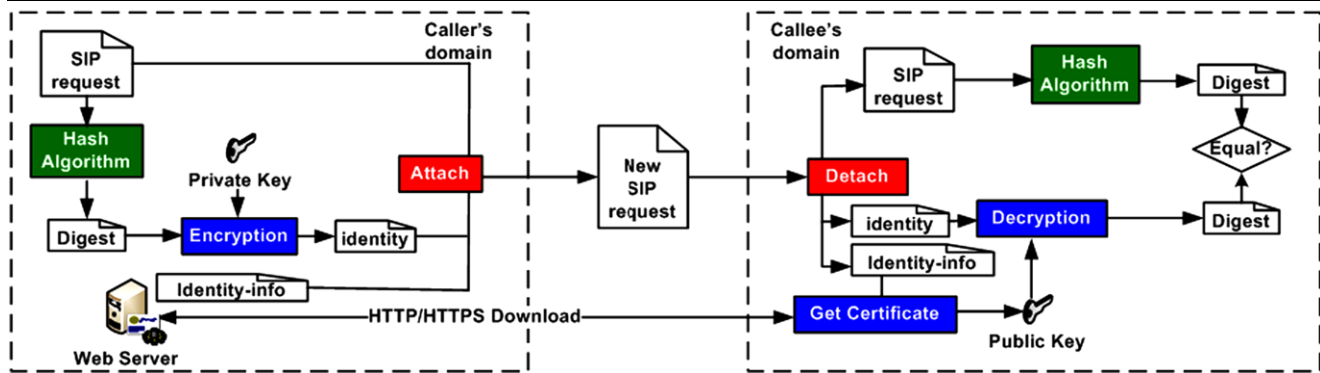 Caller's
domain
SIP
request
Hash
Algorithm
Private Key
Attach
Digest
Encryption
identity
Identity-info
Web Server
HTTP/HTTPS Download
New
SIP
request
Callee's
domain
SIP
request
Hash
Algorithm
Digest
Equal?
Detach
identity
Decryption
Digest
Identity-info
Get Certificate
Public Key